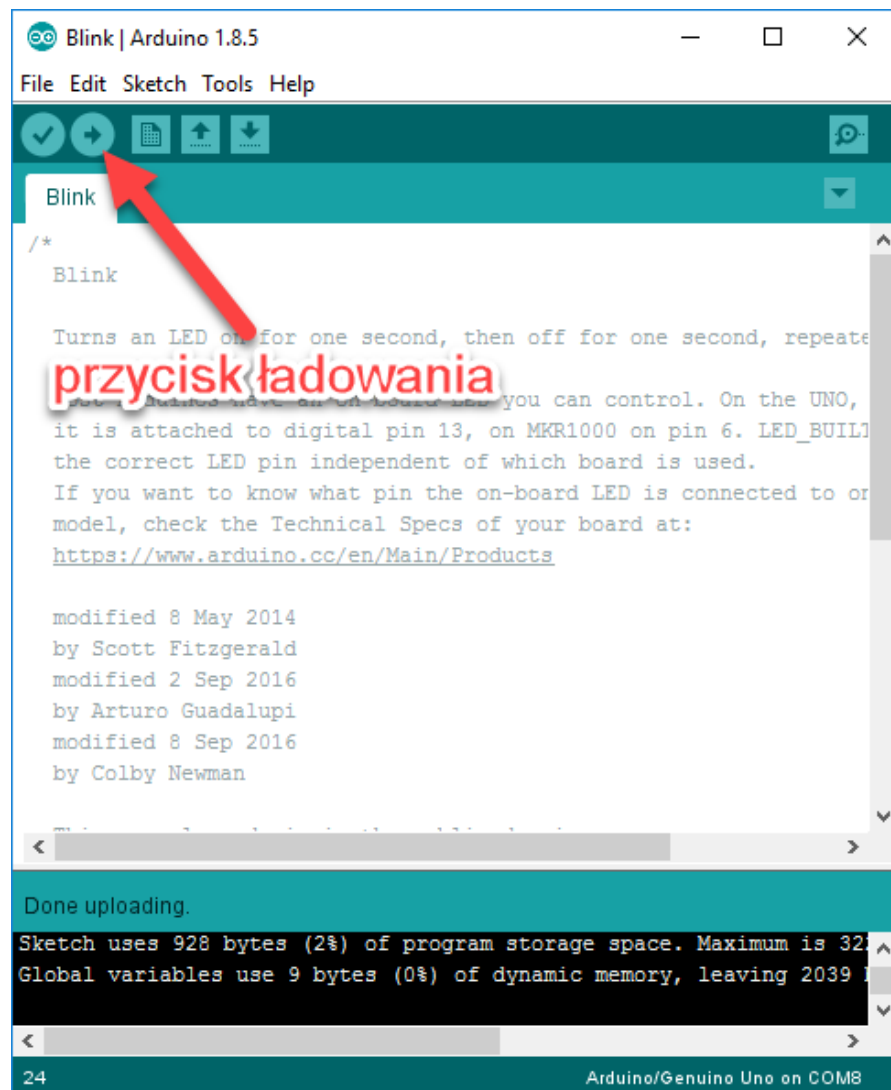 Blink | Arduino 1.8.5
File Edit Sketch Tools Help
Blink
/*
Blink
Turns an LED on for one second, then off for one second, repeate
przycisk ładowania
you can control. On the UNO,
it is attached to digital pin 13, on MKR1000 on pin 6. LED_BUILT
the correct LED pin independent of which board is used.
If you want to know what pin the on-board LED is connected to on
model, check the Technical Specs of your board at:
https://www.arduino.cc/en/Main/Products
modified 8 May 2014
by Scott Fitzgerald
modified 2 Sep 2016
by Arturo Guadalupi
modified 8 Sep 2016
by Colby Newman
Done uploading.
Sketch uses 928 bytes (2%) of program storage space. Maximum is 32
Global variables use 9 bytes (0%) of dynamic memory, leaving 2039
24
Arduino/Genuino Uno on COM8